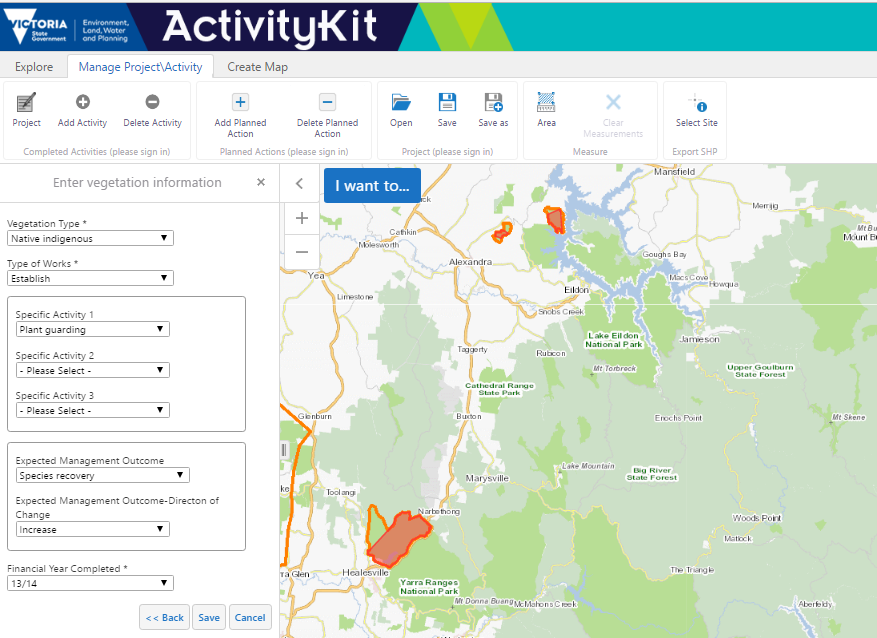 VICTORIA
State
Government
Environment,
Land, Water
and Planning
ActivityKit
Explore
Manage Project\Activity
Create Map
Project
Add Activity
Delete Activity
Completed Activities (please sign in)
Add Planned
Action
Delete Planned
Action
Planned Actions (please sign in)
Open
Save
Save as
Project (please sign in)
Area
Clear
Measurements
Measure
Select Site
Export SHP
Enter vegetation information
Vegetation Type *
Native indigenous
Type of Works *
Establish
Specific Activity 1
Plant guarding
Specific Activity 2
- Please Select -
Specific Activity 3
- Please Select -
Expected Management Outcome
Species recovery
Expected Management Outcome-Directon of
Change
Increase
Financial Year Completed *
13/14
<< Back
Save
Cancel
I want to...
Mansfield
Merrijig
ck
Cathkin
Molesworth
Mt Bu
Mount Bu
Alexandra
Goughs Bay
Yea
Macs Cove
Howqua
Eildon
Limestone
Snobs Creek
Lake Eildon
National Park
Jamieson
Taggerty
Rubicon
Mt Torbreck
Upper Goulburn
State Forest
Cathedral Range
State Park
Glenburn
Buxton
Enochs Point
Mt Skene
Lake Mountain
Big River
State Forest
Marysville
ke
Toolangi
Narbethong
Woods Point
Matlock
The Triangle
rra Glen
Healesville
Yarra Ranges
National Park
Mt Donna Buang
McMahons Creek
Aberfeldy